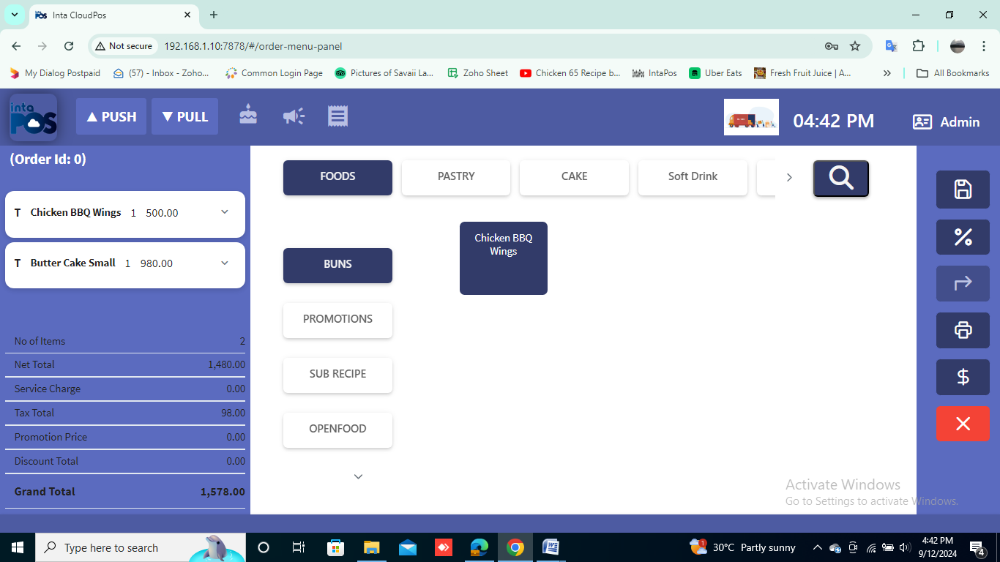 Inta CloudPos
Not secure 192.168.1.10:7878/#/order-menu-panel
My Dialog Postpaid (57) - Inbox - Zoho... Common Login Page Pictures of Savaii La... Zoho Sheet Chicken 65 Recipe b... IntaPos Uber Eats Fresh Fruit Juice | A... » All Bookmarks
inta POS PUSH PULL 04:42 PM Admin
(Order Id: 0)
FOODS PASTRY CAKE Soft Drink
T Chicken BBQ Wings 1 500.00
T Butter Cake Small 1 980.00
Chicken BBQ
Wings
BUNS
PROMOTIONS
SUB RECIPE
OPENFOOD
No of Items 2
Net Total 1,480.00
Service Charge 0.00
Tax Total 98.00
Promotion Price 0.00
Discount Total 0.00
Grand Total 1,578.00
Activate Windows
Go to Settings to activate Windows.
Type here to search 30°C Partly sunny 4:42 PM
9/12/2024
4